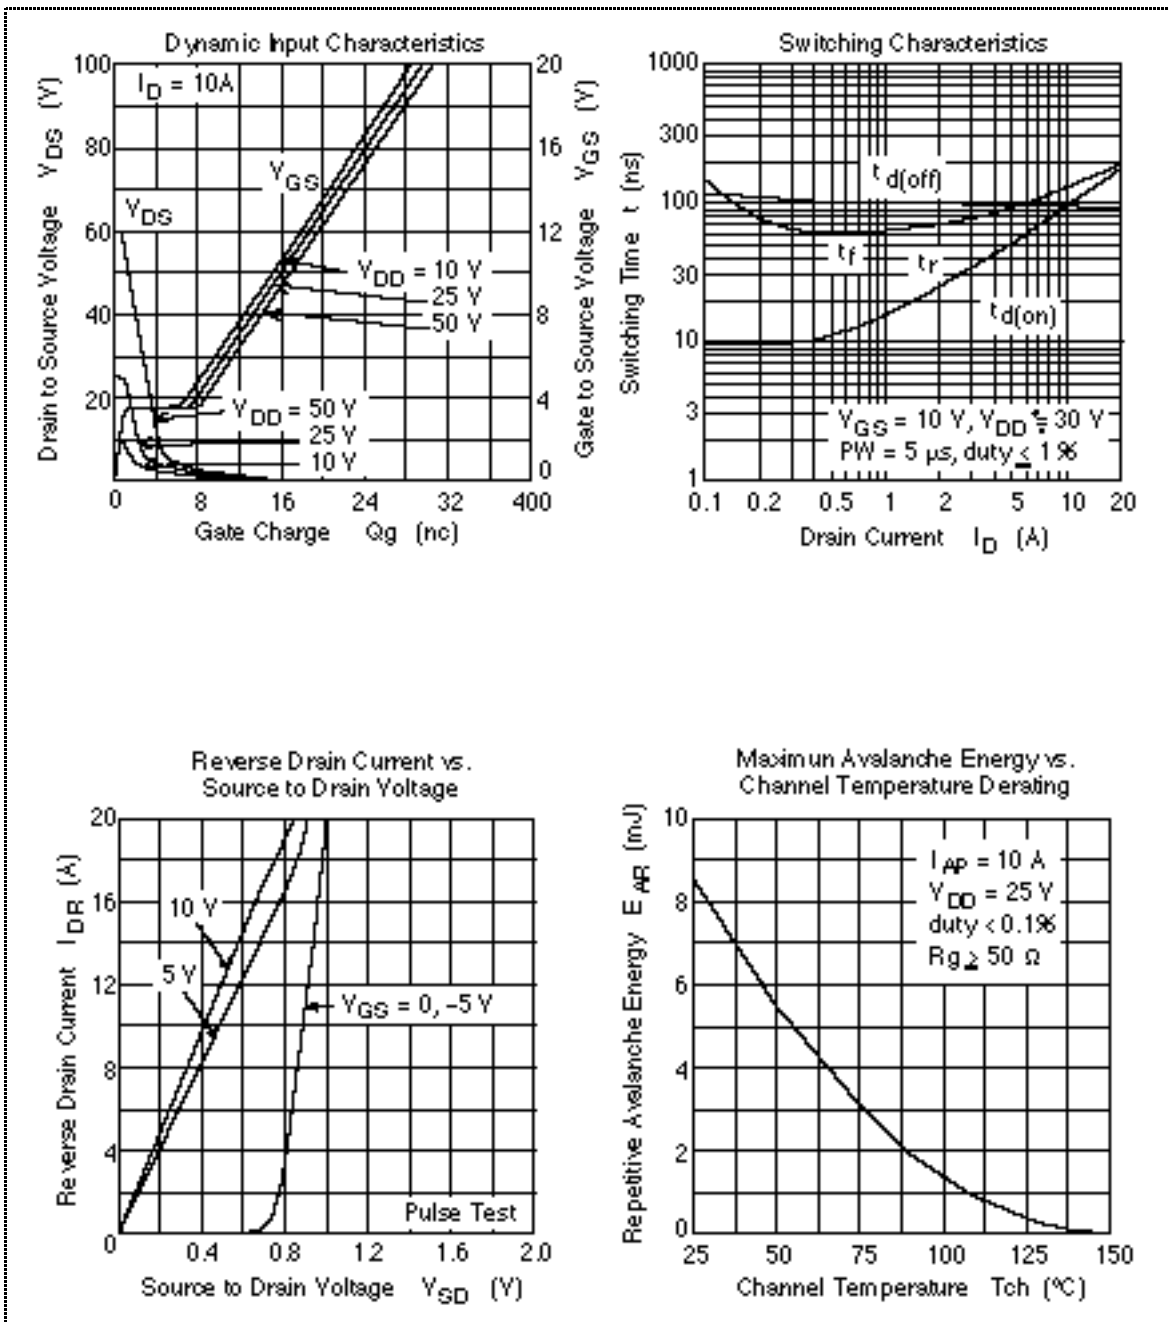 Dynamic Input Characteristics
100
80
60
40
20
0
Drain to Source Voltage V_DS (V)
I_D = 10A
V_DS
V_GS
V_DD = 10 V
25 V
50 V
V_DD = 50 V
25 V
10 V
20
16
12
8
4
0
Gate to Source Voltage V_GS (V)
0 8 16 24 32 400
Gate Charge Qg (nc)
Switching Characteristics
1000
300
100
30
10
3
1
Switching Time t (ns)
t d(off)
t f
t r
t d(on)
V_GS = 10 V, V_DD ≒ 30 V
PW = 5 µs, duty ≤ 1%
0.1 0.2 0.5 1 2 5 10 20
Drain Current I_D (A)
Reverse Drain Current vs.
Source to Drain Voltage
20
16
12
8
4
0
Reverse Drain Current I_DR (A)
10 V
5 V
V_GS = 0, –5 V
Pulse Test
0.4 0.8 1.2 1.6 2.0
Source to Drain Voltage V_SD (V)
Maximun Avalanche Energy vs.
Channel Temperature Derating
10
8
6
4
2
0
Repetitive Avalanche Energy E_AR (mJ)
I_AP = 10 A
V_DD = 25 V
duty < 0.1%
Rg ≥ 50 Ω
25 50 75 100 125 150
Channel Temperature Tch (ºC)